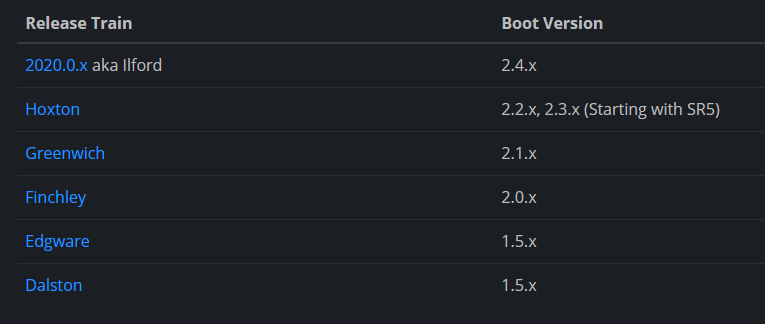 Release Train Boot Version
2020.0.x aka Ilford 2.4.x
Hoxton 2.2.x, 2.3.x (Starting with SR5)
Greenwich 2.1.x
Finchley 2.0.x
Edgware 1.5.x
Dalston 1.5.x